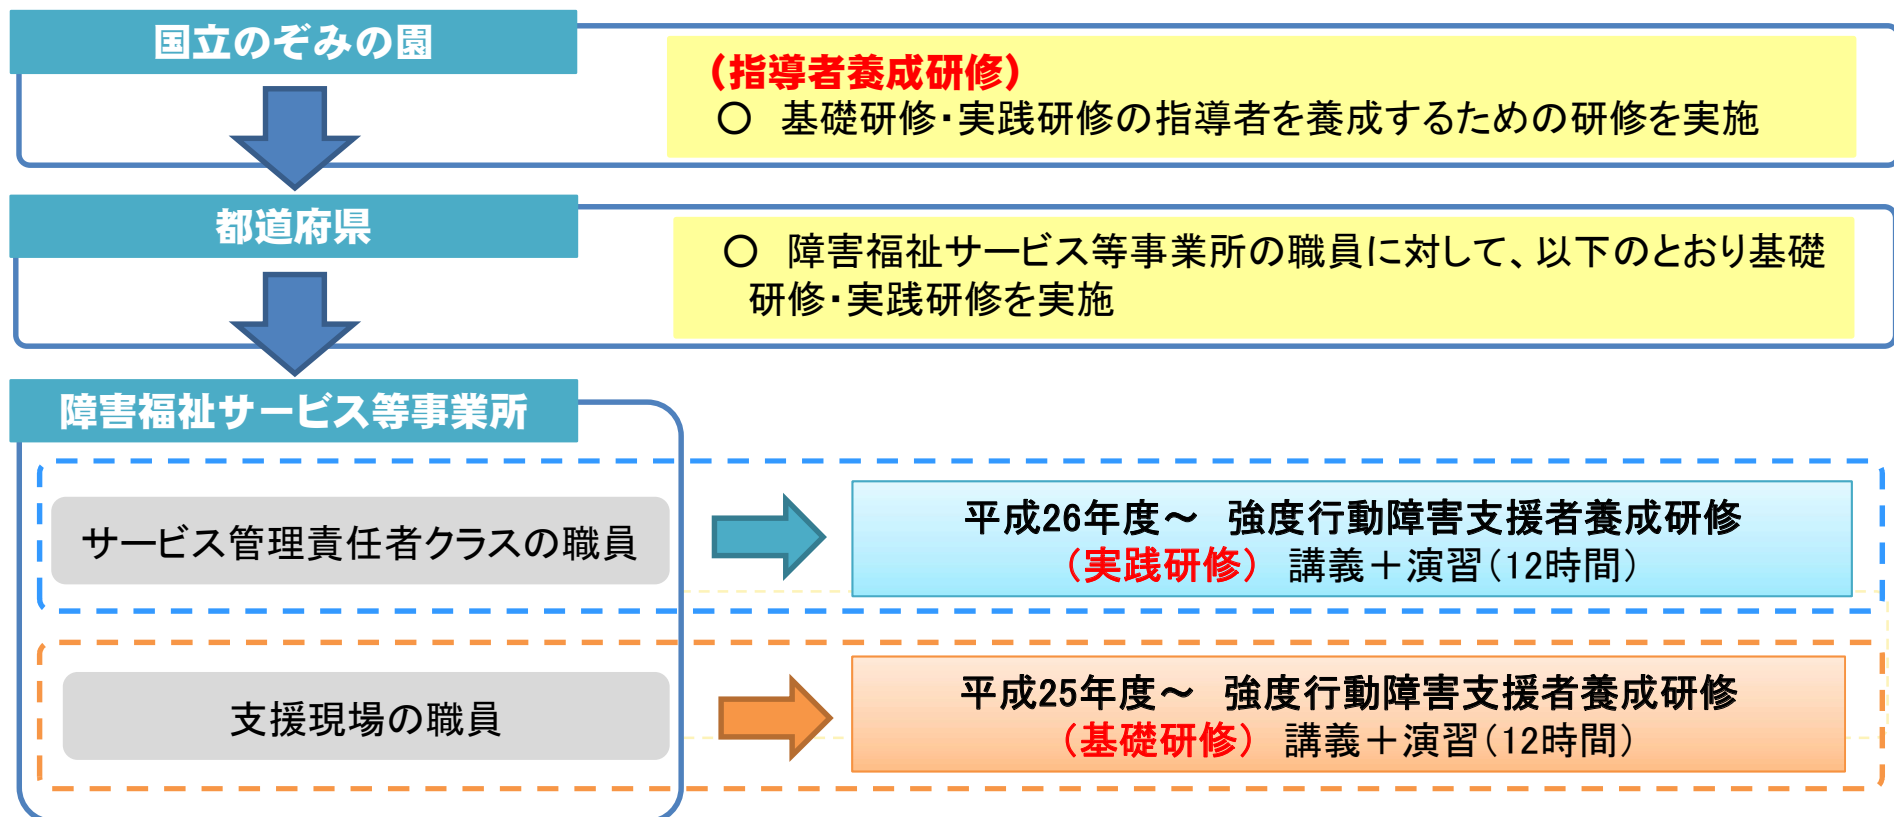 国立のぞみの園
(指導者養成研修)
○ 基礎研修・実践研修の指導者を養成するための研修を実施
都道府県
○ 障害福祉サービス等事業所の職員に対して、以下のとおり基礎
研修・実践研修を実施
障害福祉サービス等事業所
サービス管理責任者クラスの職員
平成26年度~ 強度行動障害支援者養成研修
(実践研修) 講義+演習(12時間)
支援現場の職員
平成25年度~ 強度行動障害支援者養成研修
(基礎研修) 講義+演習(12時間)